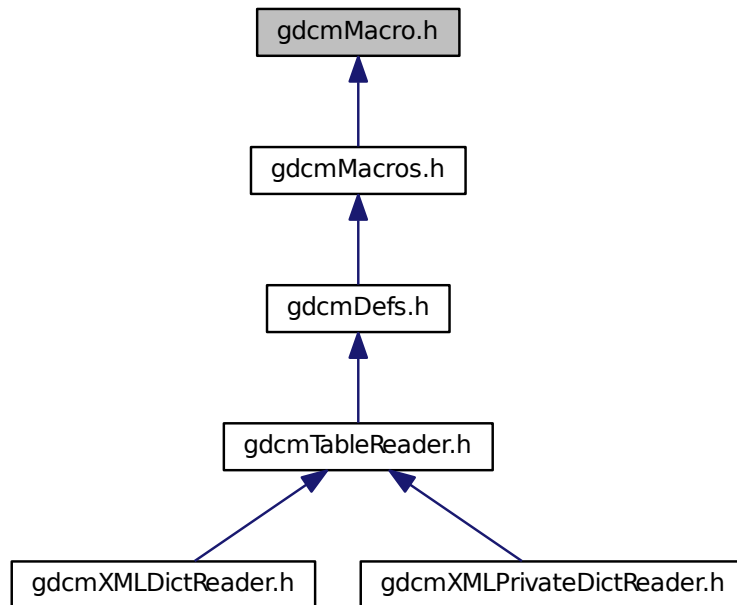 gdcmMacro.h
gdcmMacros.h
gdcmDefs.h
gdcmTableReader.h
gdcmXMLDictReader.h
gdcmXMLPrivateDictReader.h